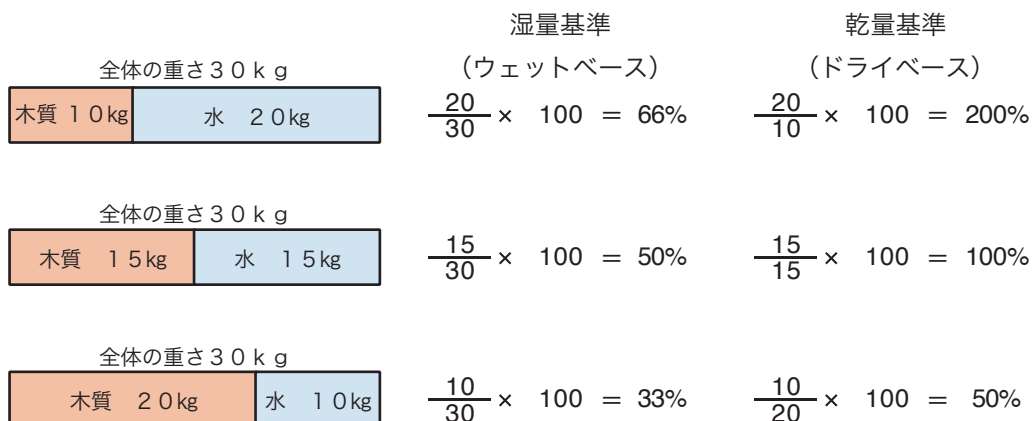 湿量基準 乾量基準
全体の重さ３０ｋｇ （ウェットベース） （ドライベース）
木質 １０kg 水 ２０kg 20/30 × 100 ＝ 66% 20/10 × 100 ＝ 200%
全体の重さ３０ｋｇ
木質 １５kg 水 １５kg 15/30 × 100 ＝ 50% 15/15 × 100 ＝ 100%
全体の重さ３０ｋｇ
木質 ２０kg 水 １０kg 10/30 × 100 ＝ 33% 10/20 × 100 ＝ 50%